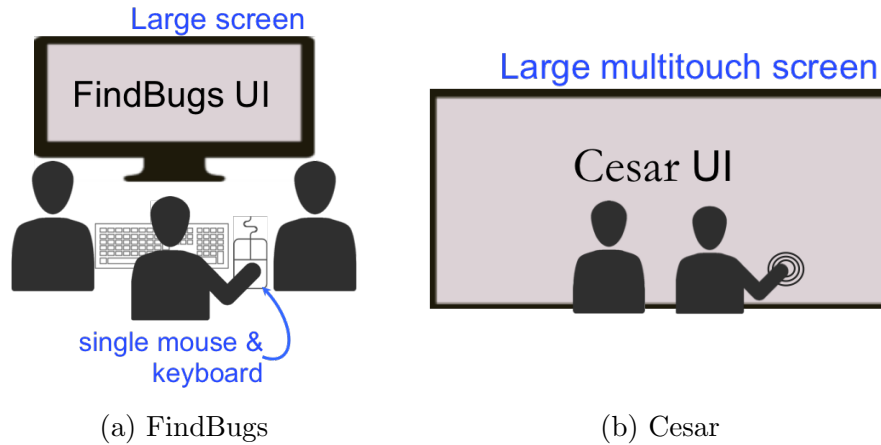 Large screen
FindBugs UI
single mouse &
keyboard
(a) FindBugs
Large multitouch screen
Cesar UI
(b) Cesar